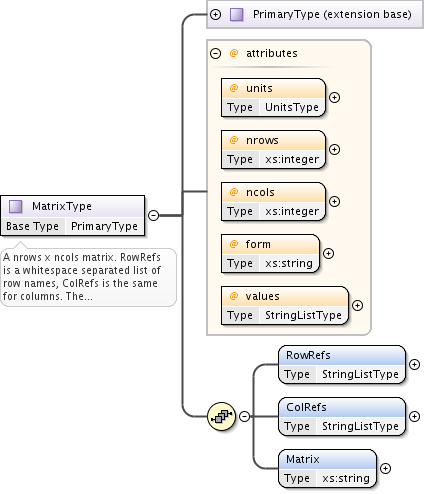 PrimaryType (extension base)
@ attributes
@ units
Type UnitsType
@ nrows
Type xs:integer
@ ncols
Type xs:integer
@ form
Type xs:string
@ values
Type StringListType
MatrixType
Base Type PrimaryType
A nrows x ncols matrix. RowRefs
is a whitespace separated list of
row names, ColRefs is the same
for columns. The...
RowRefs
Type StringListType
ColRefs
Type StringListType
Matrix
Type xs:string